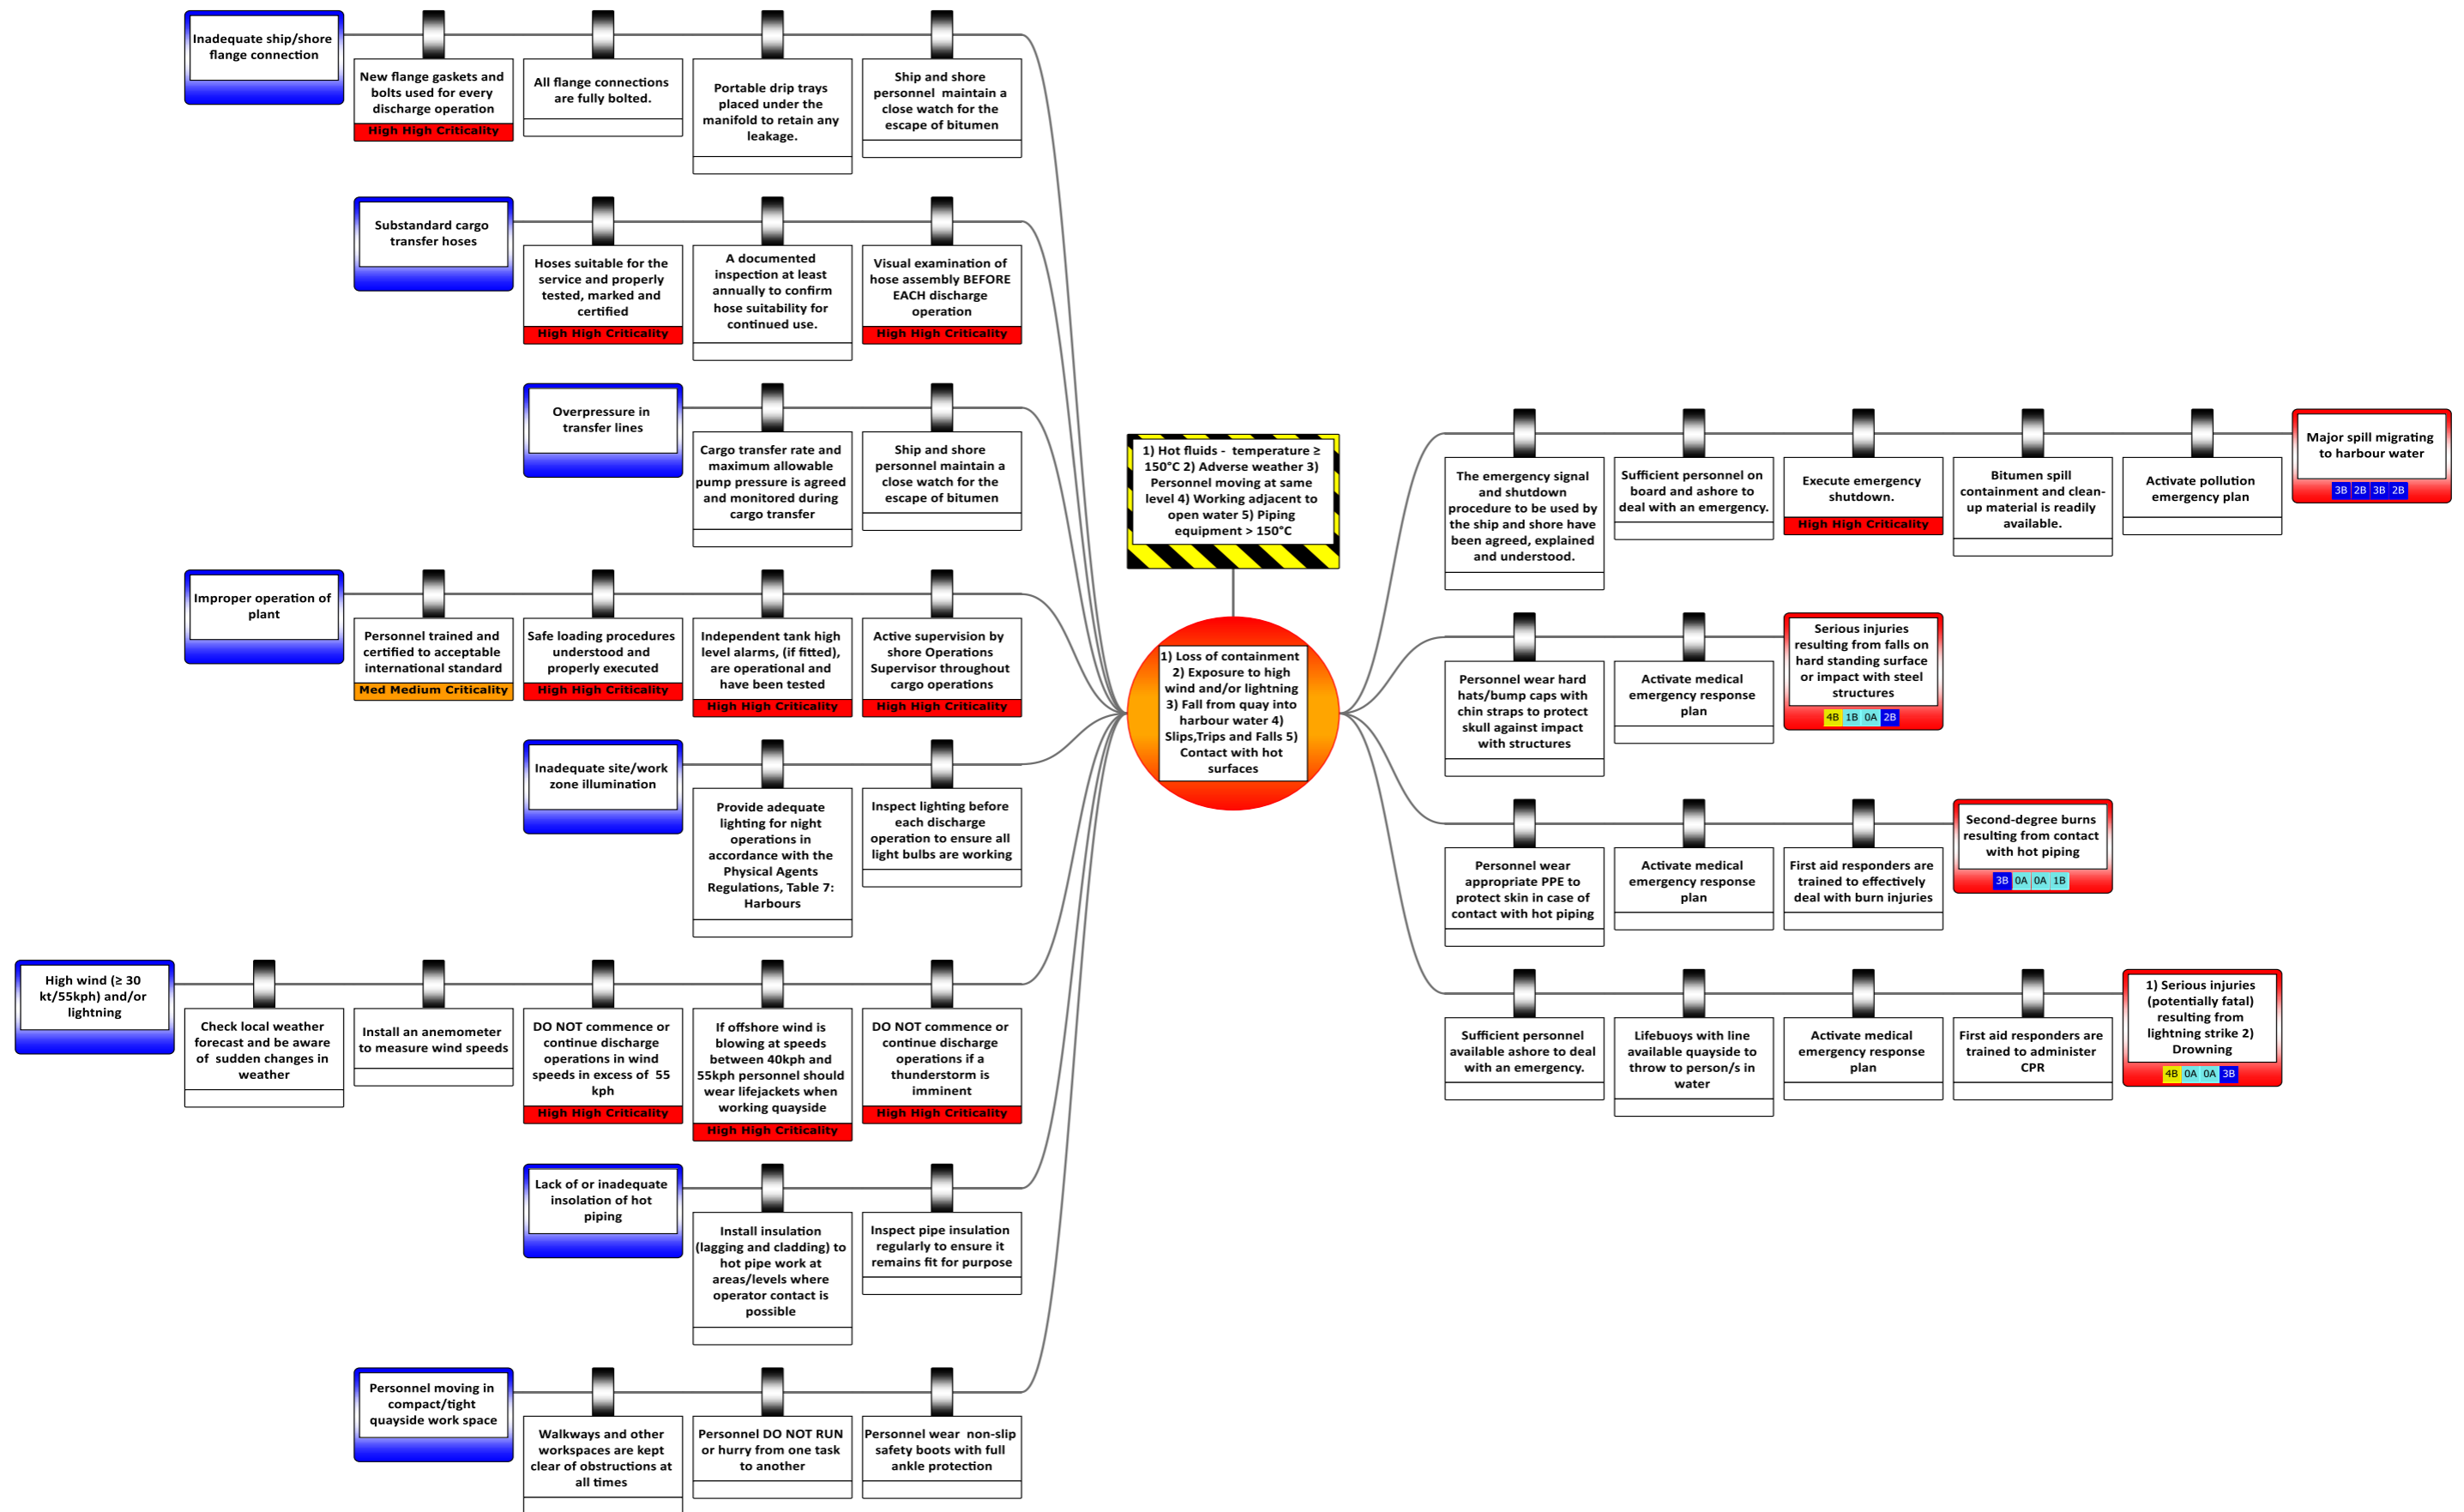 Inadequate ship/shore
flange connection
New flange gaskets and
bolts used for every
discharge operation
High High Criticality
All flange connections
are fully bolted.
Portable drip trays
placed under the
manifold to retain any
leakage.
Ship and shore
personnel maintain a
close watch for the
escape of bitumen
Substandard cargo
transfer hoses
Hoses suitable for the
service and properly
tested, marked and
certified
High High Criticality
A documented
inspection at least
annually to confirm
hose suitability for
continued use.
Visual examination of
hose assembly BEFORE
EACH discharge
operation
High High Criticality
Overpressure in
transfer lines
Cargo transfer rate and
maximum allowable
pump pressure is agreed
and monitored during
cargo transfer
Ship and shore
personnel maintain a
close watch for the
escape of bitumen
Improper operation of
plant
Personnel trained and
certified to acceptable
international standard
Med Medium Criticality
Safe loading procedures
understood and
properly executed
High High Criticality
Independent tank high
level alarms, (if fitted),
are operational and
have been tested
High High Criticality
Active supervision by
shore Operations
Supervisor throughout
cargo operations
High High Criticality
Inadequate site/work
zone illumination
Provide adequate
lighting for night
operations in
accordance with the
Physical Agents
Regulations, Table 7:
Harbours
Inspect lighting before
each discharge
operation to ensure all
light bulbs are working
High wind (≥ 30
kt/55kph) and/or
lightning
Check local weather
forecast and be aware
of sudden changes in
weather
Install an anemometer
to measure wind speeds
DO NOT commence or
continue discharge
operations in wind
speeds in excess of 55
kph
High High Criticality
If offshore wind is
blowing at speeds
between 40kph and
55kph personnel should
wear lifejackets when
working quayside
High High Criticality
DO NOT commence or
continue discharge
operations if a
thunderstorm is
imminent
High High Criticality
Lack of or inadequate
insolation of hot
piping
Install insulation
(lagging and cladding) to
hot pipe work at
areas/levels where
operator contact is
possible
Inspect pipe insulation
regularly to ensure it
remains fit for purpose
Personnel moving in
compact/tight
quayside work space
Walkways and other
workspaces are kept
clear of obstructions at
all times
Personnel DO NOT RUN
or hurry from one task
to another
Personnel wear non-slip
safety boots with full
ankle protection
1) Hot fluids - temperature ≥
150°C 2) Adverse weather 3)
Personnel moving at same
level 4) Working adjacent to
open water 5) Piping
equipment > 150°C
1) Loss of containment
2) Exposure to high
wind and/or lightning
3) Fall from quay into
harbour water 4)
Slips,Trips and Falls 5)
Contact with hot
surfaces
The emergency signal
and shutdown
procedure to be used by
the ship and shore have
been agreed, explained
and understood.
Sufficient personnel on
board and ashore to
deal with an emergency.
Execute emergency
shutdown.
High High Criticality
Bitumen spill
containment and clean-
up material is readily
available.
Activate pollution
emergency plan
Major spill migrating
to harbour water
3B 2B 3B 2B
Personnel wear hard
hats/bump caps with
chin straps to protect
skull against impact
with structures
Activate medical
emergency response
plan
Serious injuries
resulting from falls on
hard standing surface
or impact with steel
structures
4B 1B 0A 2B
Personnel wear
appropriate PPE to
protect skin in case of
contact with hot piping
Activate medical
emergency response
plan
First aid responders are
trained to effectively
deal with burn injuries
Second-degree burns
resulting from contact
with hot piping
3B 0A 0A 1B
Sufficient personnel
available ashore to deal
with an emergency.
Lifebuoys with line
available quayside to
throw to person/s in
water
Activate medical
emergency response
plan
First aid responders are
trained to administer
CPR
1) Serious injuries
(potentially fatal)
resulting from
lightning strike 2)
Drowning
4B 0A 0A 3B